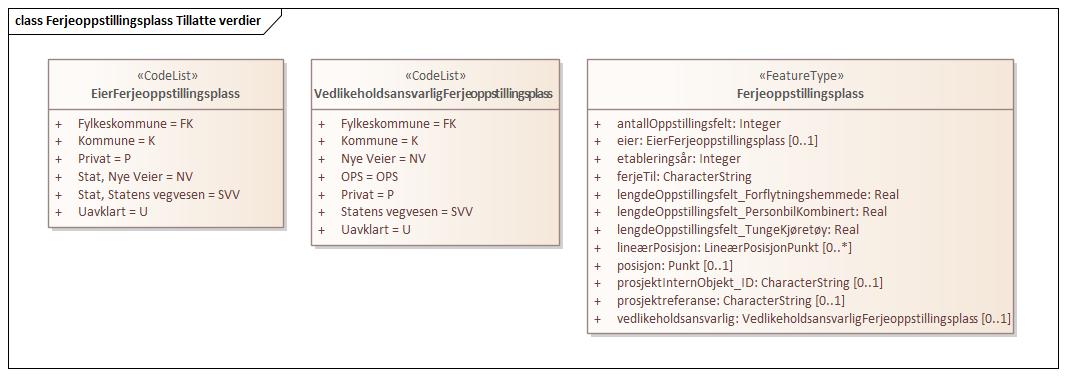 class Ferjeoppstillingsplass Tillatte verdier
«CodeList»
EierFerjeoppstillingsplass
+ Fylkeskommune = FK
+ Kommune = K
+ Privat = P
+ Stat, Nye Veier = NV
+ Stat, Statens vegvesen = SVV
+ Uavklart = U
«CodeList»
VedlikeholdsansvarligFerjeoppstillingsplass
+ Fylkeskommune = FK
+ Kommune = K
+ Nye Veier = NV
+ OPS = OPS
+ Privat = P
+ Statens vegvesen = SVV
+ Uavklart = U
«FeatureType»
Ferjeoppstillingsplass
+ antallOppstillingsfelt: Integer
+ eier: EierFerjeoppstillingsplass [0..1]
+ etableringsår: Integer
+ ferjeTil: CharacterString
+ lengdeOppstillingsfelt_Forflytningshemmede: Real
+ lengdeOppstillingsfelt_PersonbilKombinert: Real
+ lengdeOppstillingsfelt_TungeKjøretøy: Real
+ lineærPosisjon: LineærPosisjonPunkt [0..*]
+ posisjon: Punkt [0..1]
+ prosjektInternObjekt_ID: CharacterString [0..1]
+ prosjektreferanse: CharacterString [0..1]
+ vedlikeholdsansvarlig: VedlikeholdsansvarligFerjeoppstillingsplass [0..1]